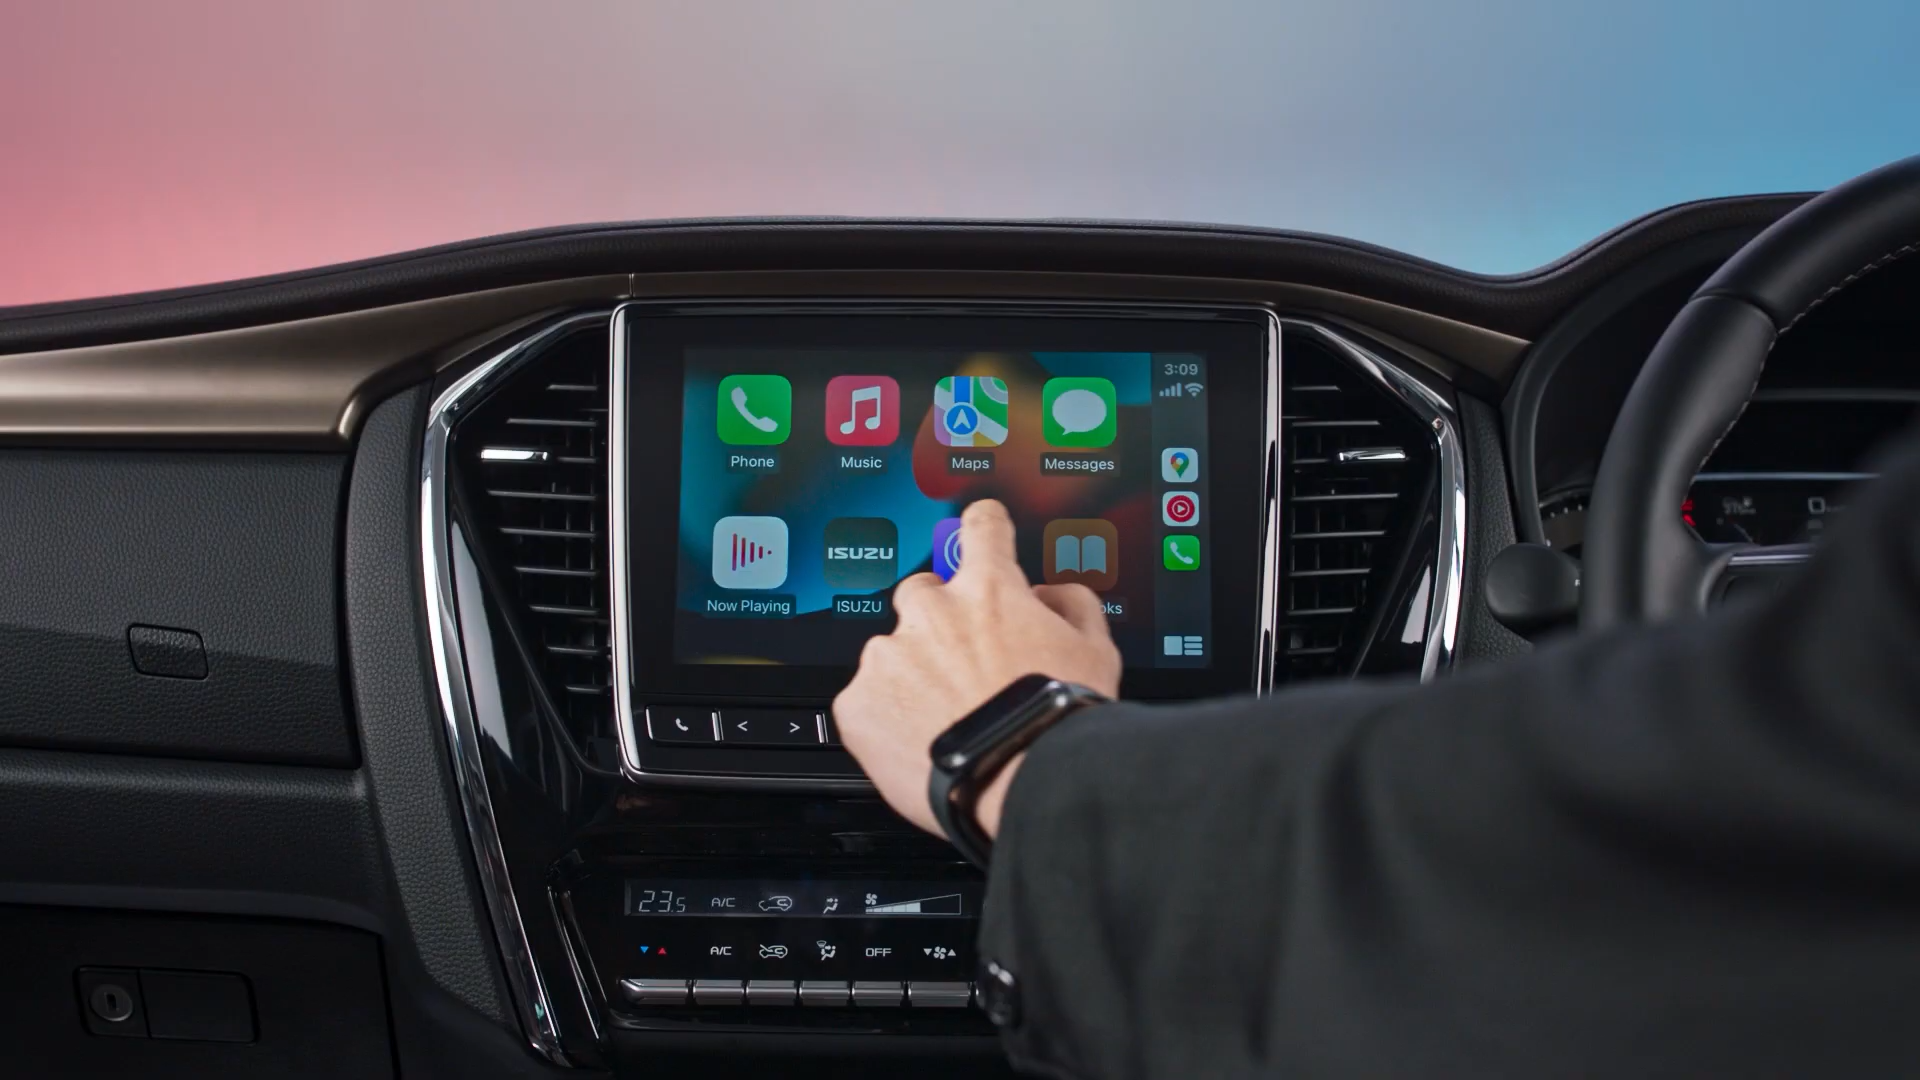 3:09
Phone
Music
Maps
Messages
ISUZU
Now Playing
ISUZU
oks
<
>
23.5
A/C
A/C
OFF